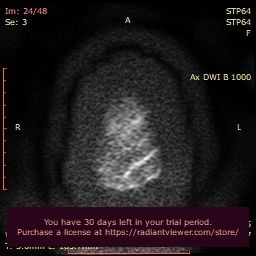 Im: 24/48
Se: 3
A
STP64
STP64
F
Ax DWI B 1000
R
L
You have 30 days left in your trial period.
Purchase a license at https://radiantviewer.com/store/